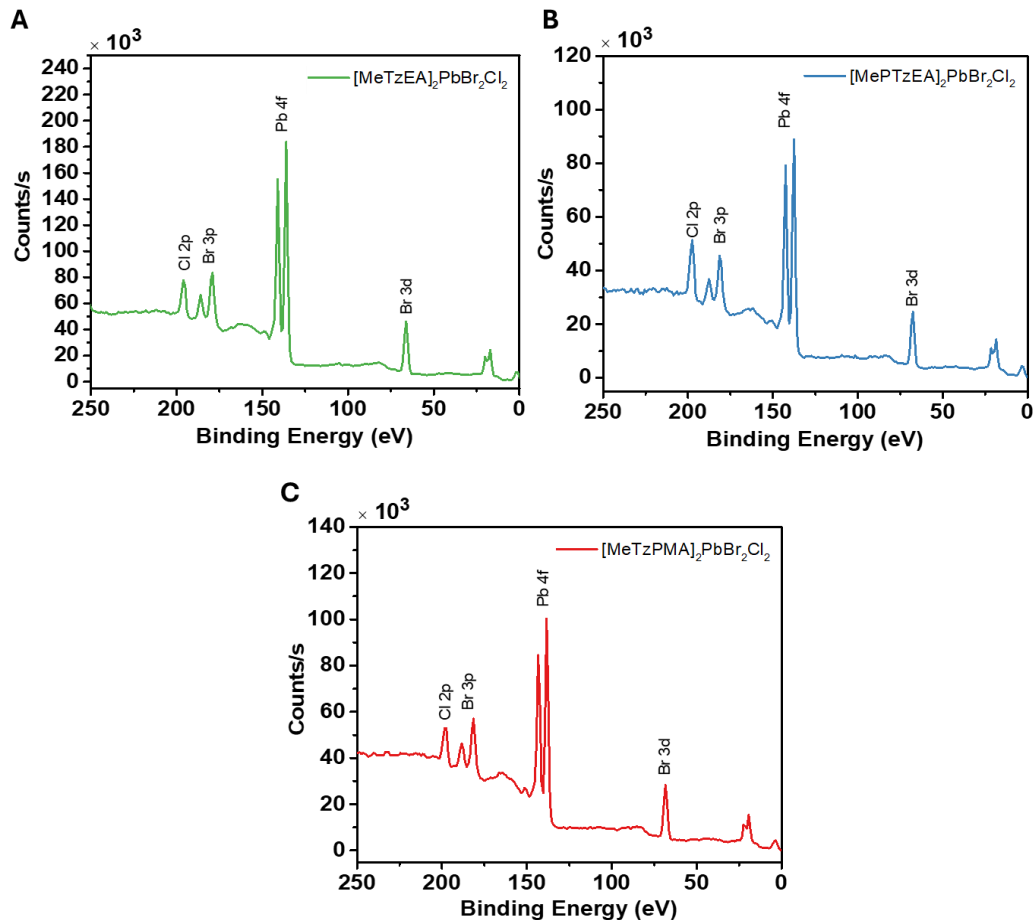 A
× 10³
[MeTzEA]₂PbBr₂Cl₂
Counts/s
240
220
200
180
160
140
120
100
80
60
40
20
0
Cl 2p
Br 3p
Pb 4f
Br 3d
250
200
150
100
50
0
Binding Energy (eV)
B
× 10³
[MePTzEA]₂PbBr₂Cl₂
Counts/s
120
100
80
60
40
20
0
Cl 2p
Br 3p
Pb 4f
Br 3d
250
200
150
100
50
0
Binding Energy (eV)
C
× 10³
[MeTzPMA]₂PbBr₂Cl₂
Counts/s
140
120
100
80
60
40
20
0
Cl 2p
Br 3p
Pb 4f
Br 3d
250
200
150
100
50
0
Binding Energy (eV)